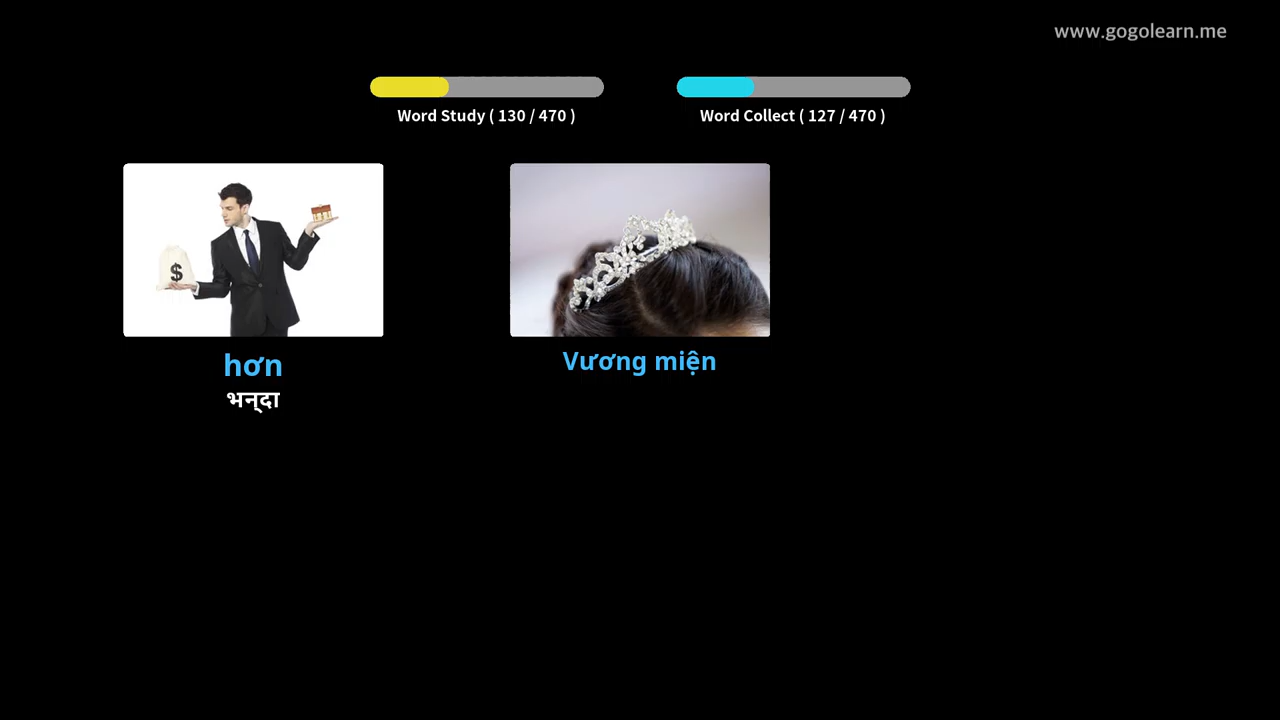 www.gogolearn.me
Word Study ( 130 / 470 )
Word Collect ( 127 / 470 )
$
hơn
भन्दा
Vương miện